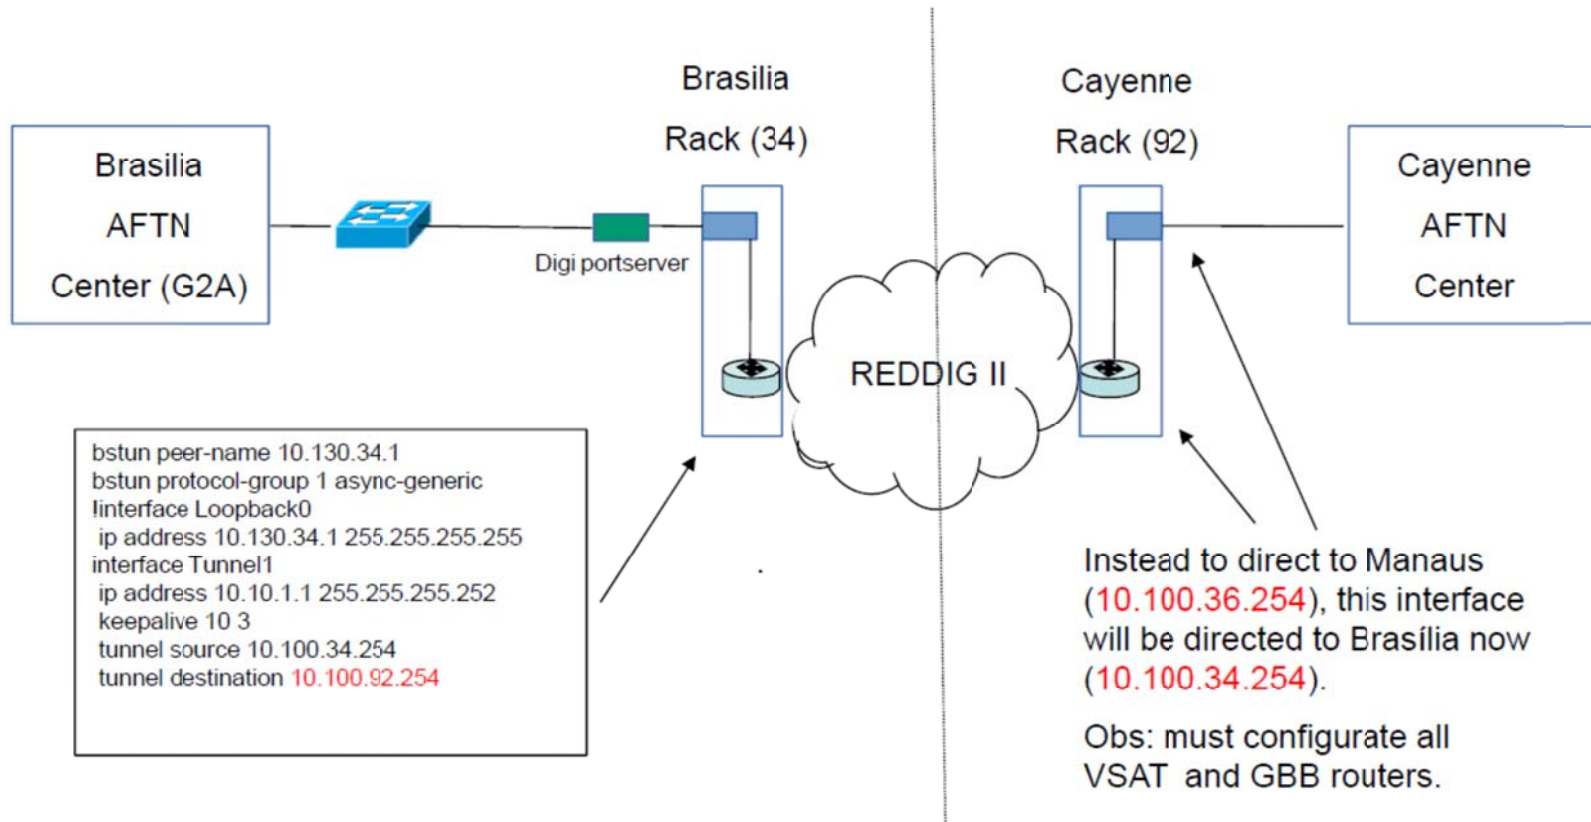 Brasilia
Rack (34)
Cayenne
Rack (92)
Brasilia
AFTN
Center (G2A)
Digi portserver
Cayenne
AFTN
Center
REDDIG II
bstun peer-name 10.130.34.1
bstun protocol-group 1 async-generic
!interface Loopback0
ip address 10.130.34.1 255.255.255.255
interface Tunnel1
ip address 10.10.1.1 255.255.255.252
keepalive 10 3
tunnel source 10.100.34.254
tunnel destination 10.100.92.254
Instead to direct to Manaus
(10.100.36.254), this interface
will be directed to Brasília now
(10.100.34.254).
Obs: must configurate all
VSAT and GBB routers.